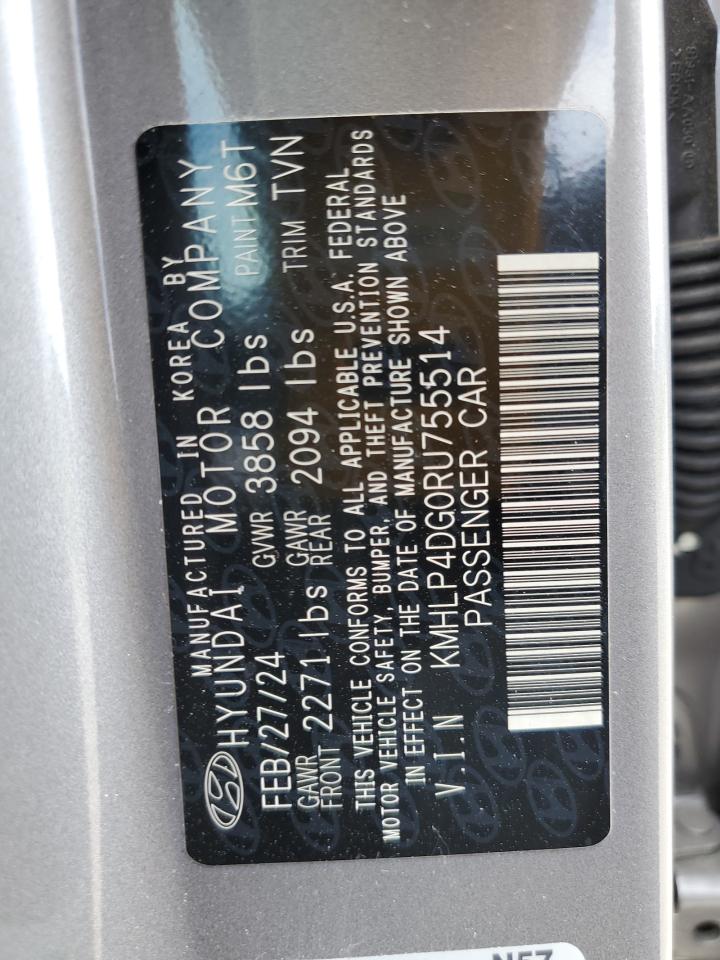 MANUFACTURED IN KOREA BY
HYUNDAI MOTOR COMPANY
FEB/27/24 GVWR 3858 lbs PAINT M6T
GAWR FRONT 2271 lbs GAWR REAR 2094 lbs TRIM TVN
THIS VEHICLE CONFORMS TO ALL APPLICABLE U.S.A. FEDERAL
MOTOR VEHICLE SAFETY, BUMPER, AND THEFT PREVENTION STANDARDS
IN EFFECT ON THE DATE OF MANUFACTURE SHOWN ABOVE
V.I.N KMHLP4DG0RU755514
PASSENGER CAR